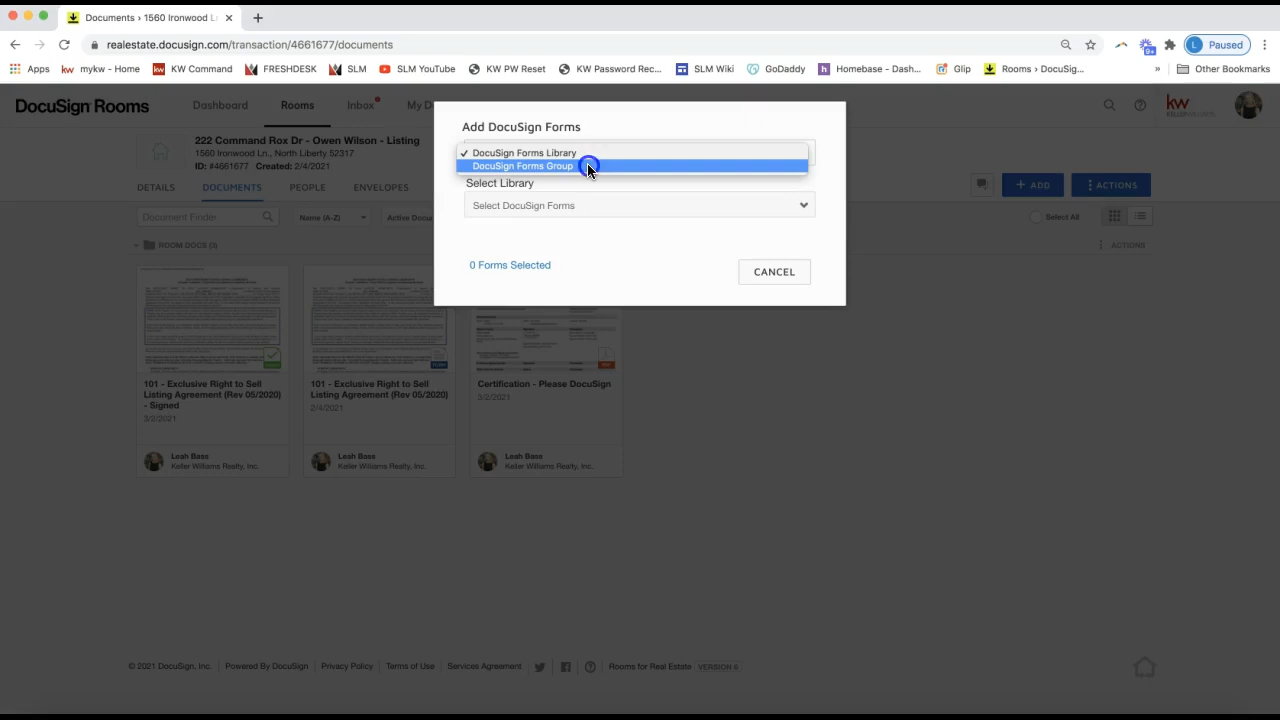 Documents › 1560 Ironwood L
realestate.docusign.com/transaction/4661677/documents
L Paused
Apps mykw - Home KW Command FRESHDESK SLM SLM YouTube KW PW Reset KW Password Rec... SLM Wiki GoDaddy Homebase - Dash... Glip Rooms › DocuSig... » Other Bookmarks
DocuSign Rooms Dashboard Rooms Inbox My D
kw
KELLERWILLIAMS
222 Command Rox Dr - Owen Wilson - Listing
1560 Ironwood Ln., North Liberty 52317
ID: #4661677 Created: 2/4/2021
DETAILS DOCUMENTS PEOPLE ENVELOPES + ADD ACTIONS
Document Finder Name (A-Z) Active Docu Select All
ROOM DOCS (3) ACTIONS
Add DocuSign Forms
✓ DocuSign Forms Library
DocuSign Forms Group
Select Library
Select DocuSign Forms
0 Forms Selected
CANCEL
101 - Exclusive Right to Sell
Listing Agreement (Rev 05/2020)
- Signed
3/2/2021
Leah Bass
Keller Williams Realty, Inc.
101 - Exclusive Right to Sell
Listing Agreement (Rev 05/2020)
2/4/2021
Leah Bass
Keller Williams Realty, Inc.
Certification - Please DocuSign
3/2/2021
Leah Bass
Keller Williams Realty, Inc.
© 2021 DocuSign, Inc. Powered By DocuSign Privacy Policy Terms of Use Services Agreement Rooms for Real Estate VERSION 6